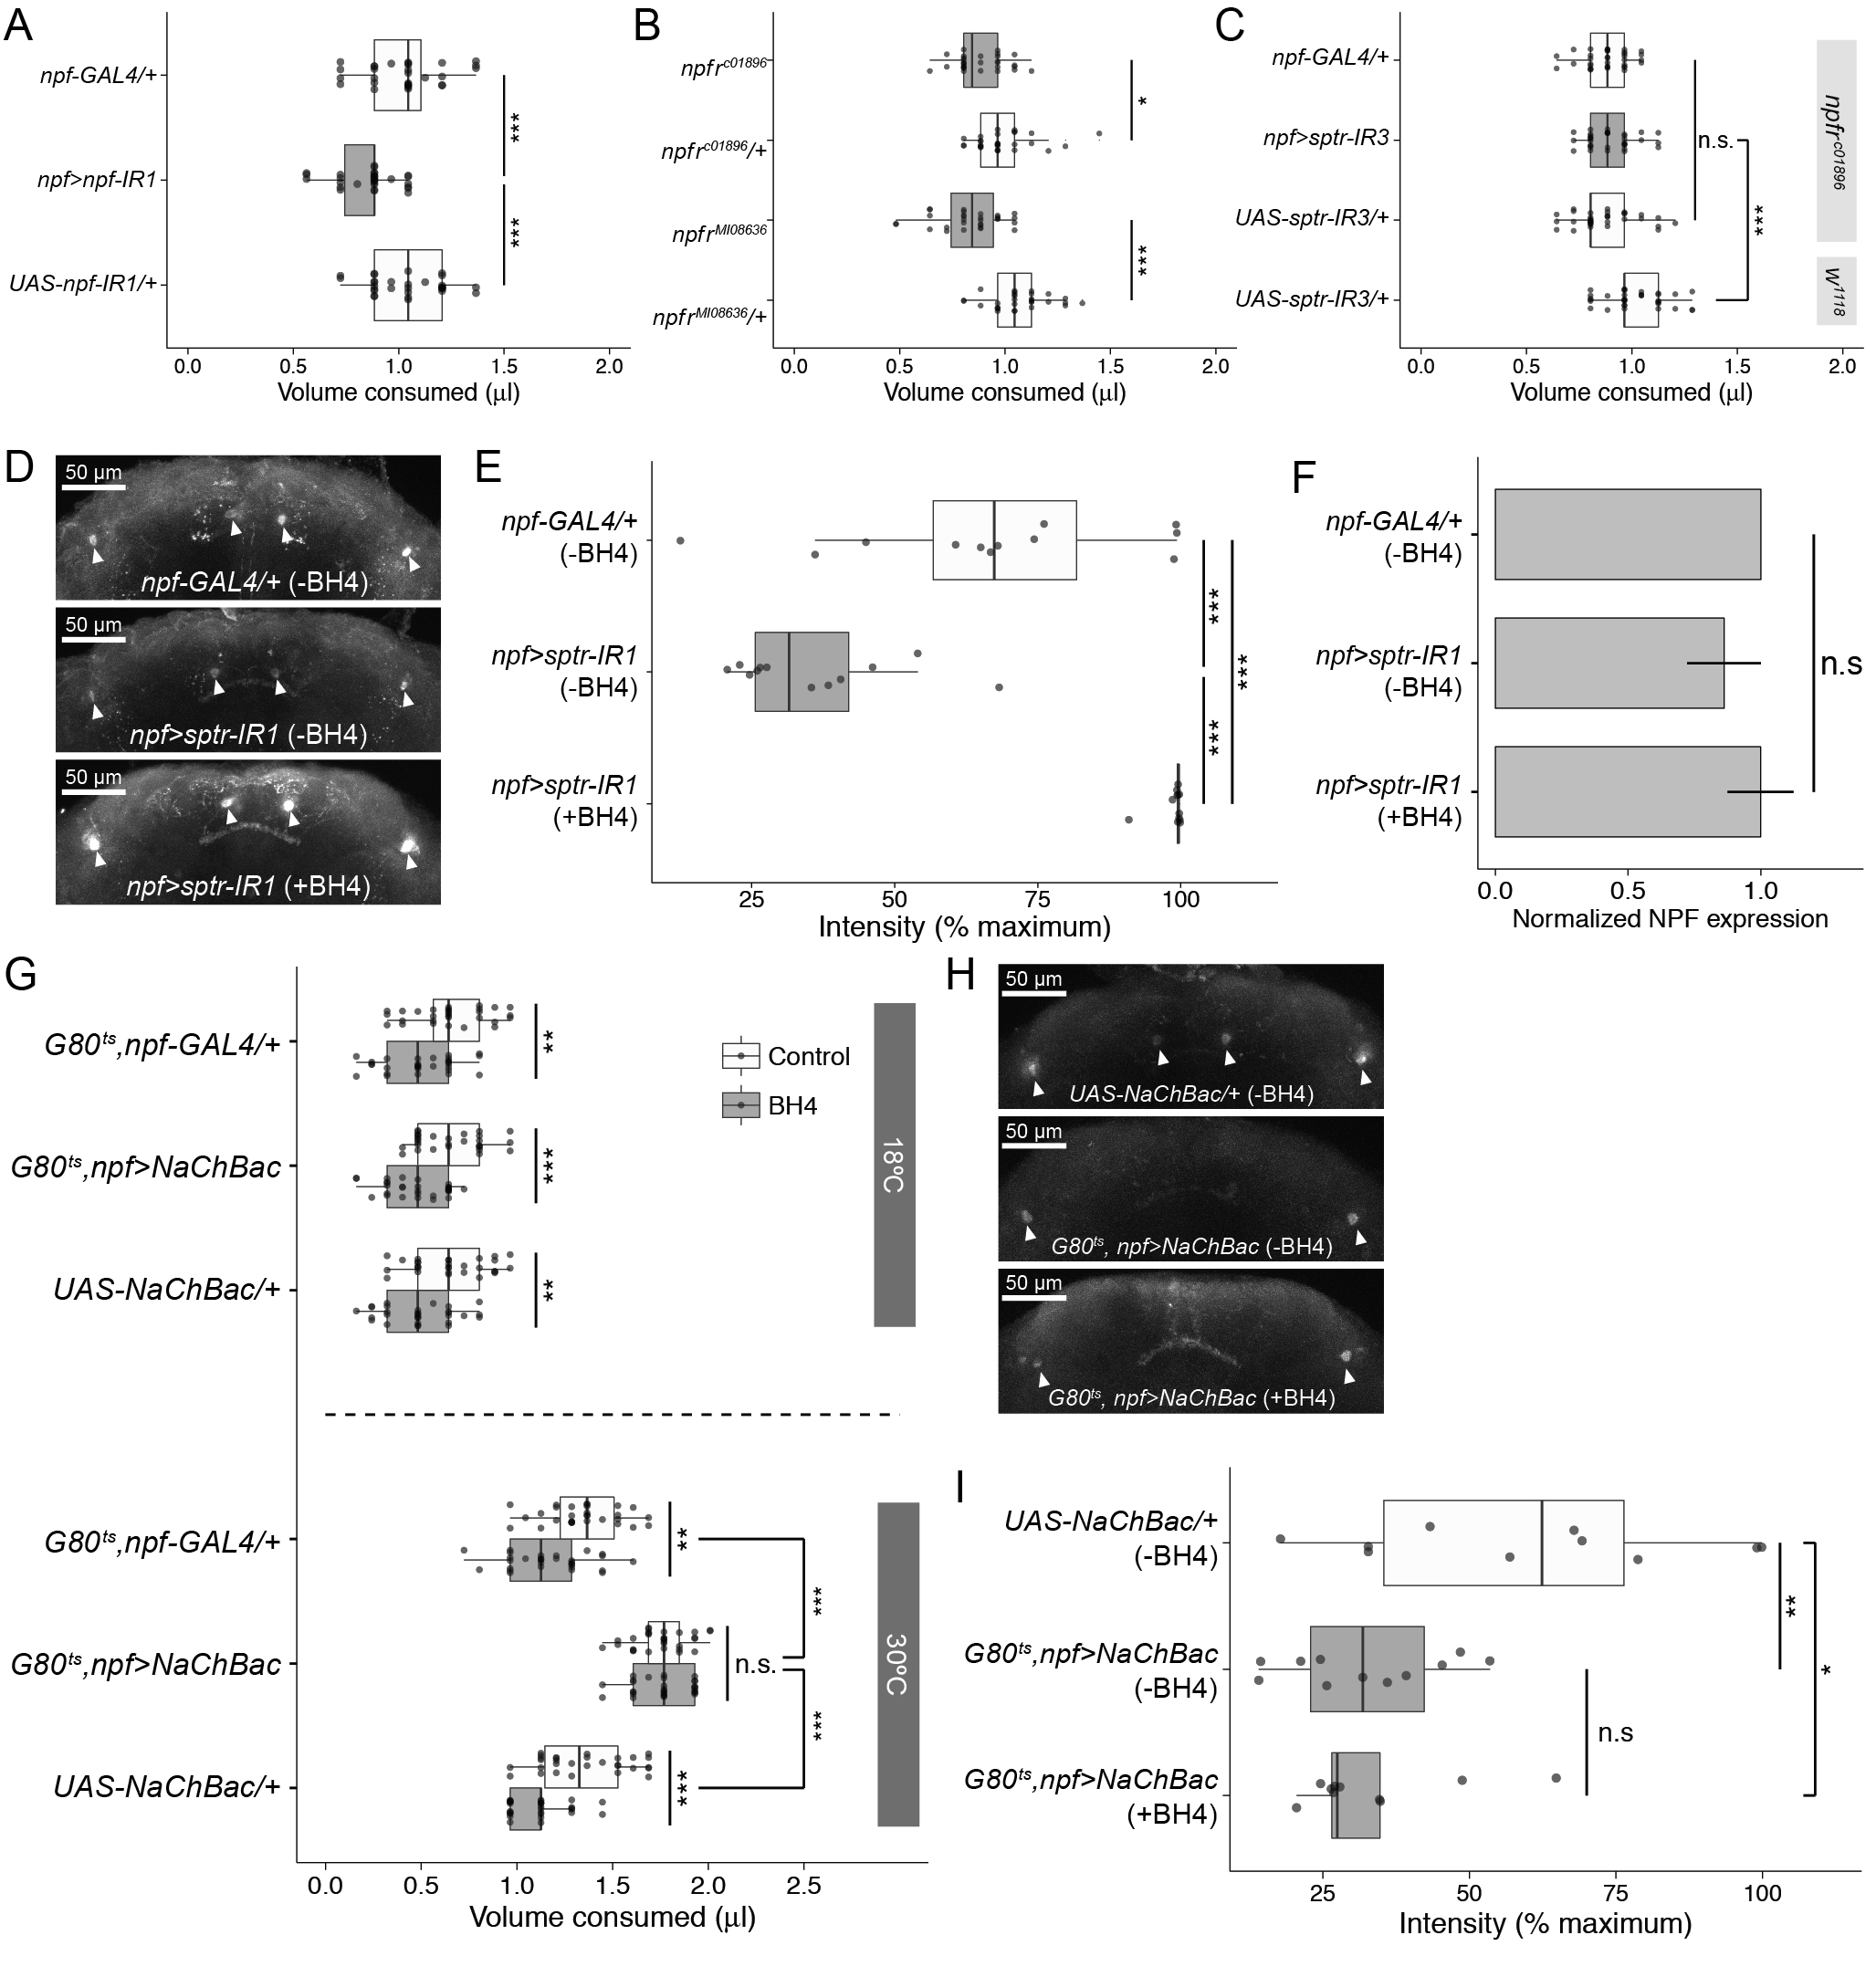 A
npf-GAL4/+
npf>npf-IR1
UAS-npf-IR1/+
***
***
0.0 0.5 1.0 1.5 2.0
Volume consumed (µl)
B
npfr^c01896
npfr^c01896/+
npfr^MI08636
npfr^MI08636/+
*
***
0.0 0.5 1.0 1.5 2.0
Volume consumed (µl)
C
npf-GAL4/+
npf>sptr-IR3
UAS-sptr-IR3/+
UAS-sptr-IR3/+
n.s.
***
npfr^c01896
w^1118
0.0 0.5 1.0 1.5 2.0
Volume consumed (µl)
D
50 µm
npf-GAL4/+ (-BH4)
50 µm
npf>sptr-IR1 (-BH4)
50 µm
npf>sptr-IR1 (+BH4)
E
npf-GAL4/+
(-BH4)
npf>sptr-IR1
(-BH4)
npf>sptr-IR1
(+BH4)
***
***
***
25 50 75 100
Intensity (% maximum)
F
npf-GAL4/+
(-BH4)
npf>sptr-IR1
(-BH4)
npf>sptr-IR1
(+BH4)
n.s
0.0 0.5 1.0
Normalized NPF expression
G
G80^ts,npf-GAL4/+
**
G80^ts,npf>NaChBac
***
UAS-NaChBac/+
**
Control
BH4
18ºC
G80^ts,npf-GAL4/+
**
***
G80^ts,npf>NaChBac
n.s.
***
UAS-NaChBac/+
***
30ºC
0.0 0.5 1.0 1.5 2.0 2.5
Volume consumed (µl)
H
50 µm
UAS-NaChBac/+ (-BH4)
50 µm
G80^ts, npf>NaChBac (-BH4)
50 µm
G80^ts, npf>NaChBac (+BH4)
I
UAS-NaChBac/+
(-BH4)
G80^ts,npf>NaChBac
(-BH4)
G80^ts,npf>NaChBac
(+BH4)
**
*
n.s
25 50 75 100
Intensity (% maximum)